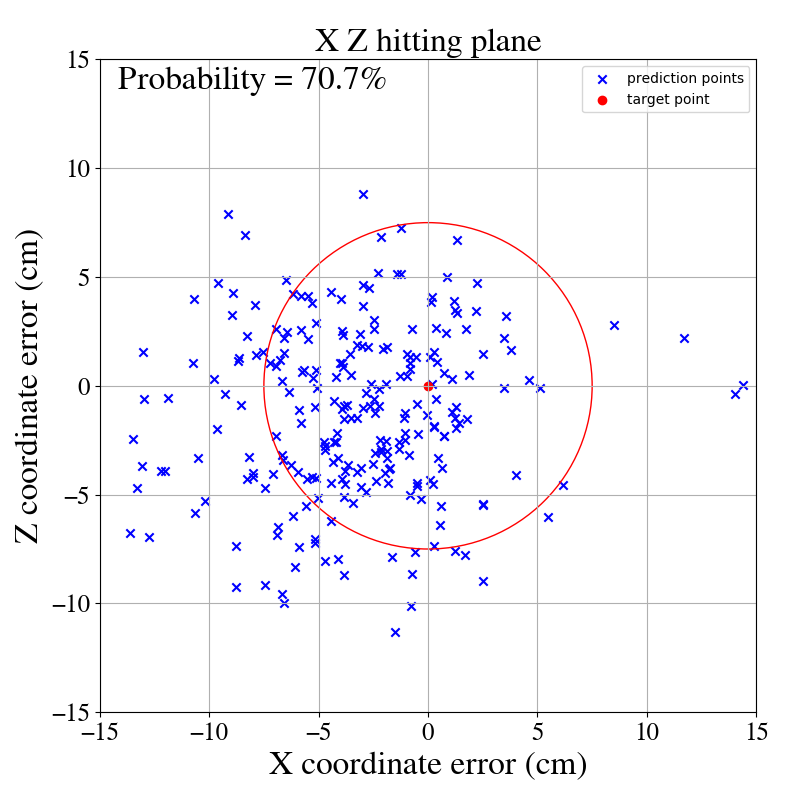 X Z hitting plane
Probability = 70.7%
prediction points
target point
Z coordinate error (cm)
15
10
5
0
−5
−10
−15
−15
−10
−5
0
5
10
15
X coordinate error (cm)